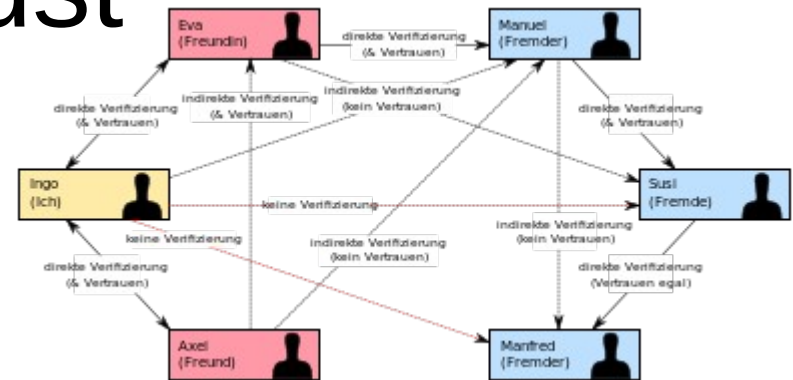 ust
Eva
(Freundin)
Manuel
(Fremder)
direkte Verifizierung
(& Vertrauen)
direkte Verifizierung
(& Vertrauen)
indirekte Verifizierung
(& Vertrauen)
indirekte Verifizierung
(kein Vertrauen)
direkte Verifizierung
(& Vertrauen)
Ingo
(Ich)
keine Verifizierung
Susi
(Fremde)
keine Verifizierung
indirekte Verifizierung
(kein Vertrauen)
indirekte Verifizierung
(kein Vertrauen)
direkte Verifizierung
(& Vertrauen)
direkte Verifizierung
(Vertrauen egal)
Axel
(Freund)
Manfred
(Fremder)